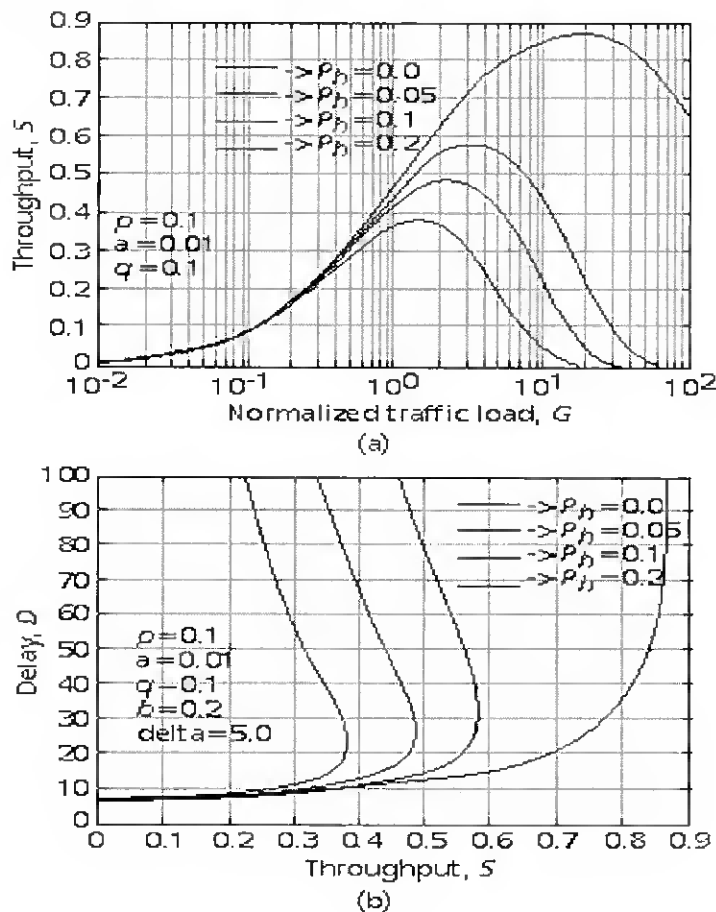 0.9
0.8
0.7
0.6
0.5
0.4
0.3
0.2
0.1
0
Throughput, S
-> P_h=0.0
-> P_h=0.05
-> P_h=0.1
-> P_h=0.2
p=0.1
a=0.01
q=0.1
10^-2 10^-1 10^0 10^1 10^2
Normalized traffic load, G
(a)
100
90
80
70
60
50
40
30
20
10
0
Delay, D
-> P_h=0.0
-> P_h=0.05
-> P_h=0.1
-> P_h=0.2
p=0.1
a=0.01
q=0.1
b=0.2
delta=5.0
0 0.1 0.2 0.3 0.4 0.5 0.6 0.7 0.8 0.9
Throughput, S
(b)